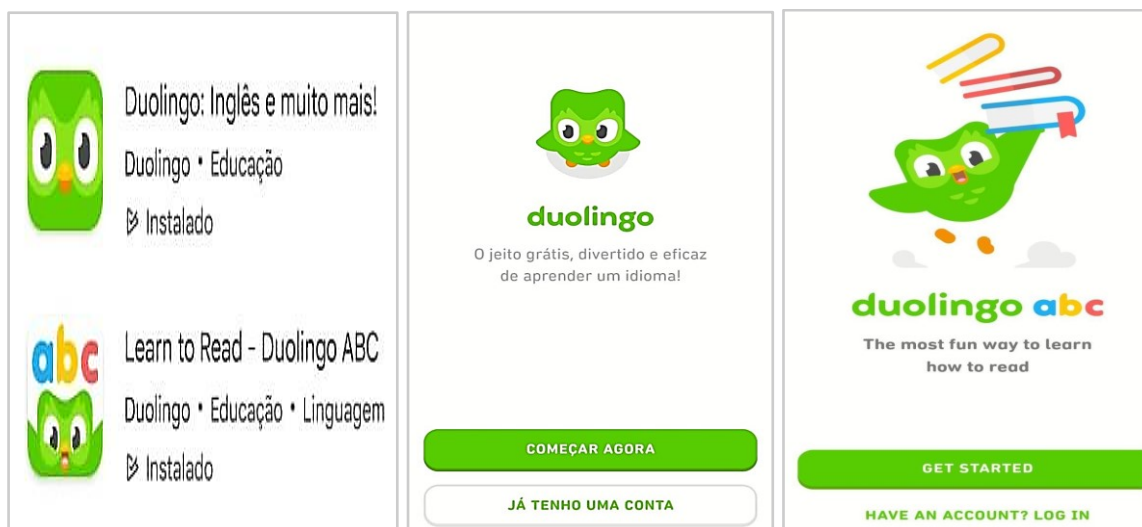 Duolingo: Inglês e muito mais!
Duolingo • Educação
Instalado
abc
Learn to Read - Duolingo ABC
Duolingo • Educação • Linguagem
Instalado
duolingo
O jeito grátis, divertido e eficaz
de aprender um idioma!
COMEÇAR AGORA
JÁ TENHO UMA CONTA
duolingo abc
The most fun way to learn
how to read
GET STARTED
HAVE AN ACCOUNT? LOG IN